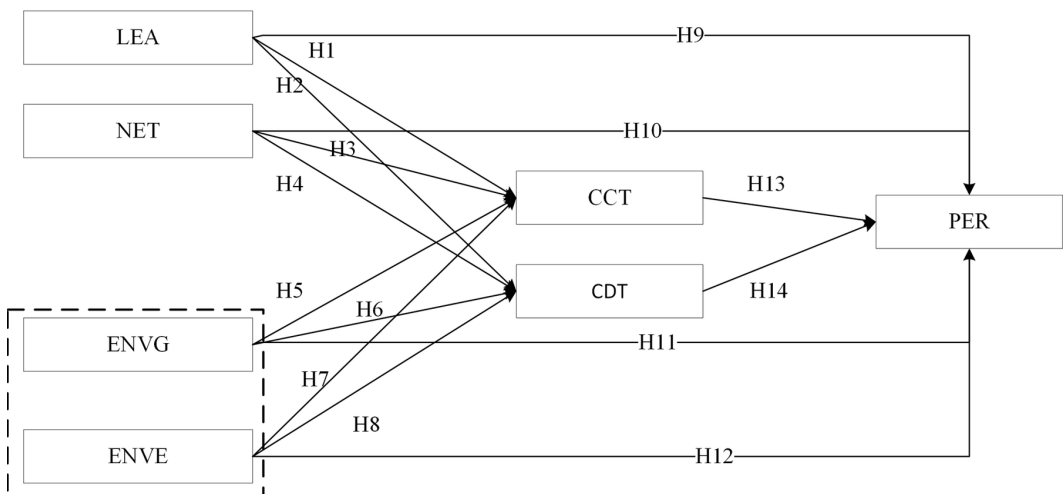 LEA
H9
H1
H2
NET
H10
H3
H4
CCT
H13
PER
CDT
H14
H5
H6
ENVG
H11
H7
H8
ENVE
H12